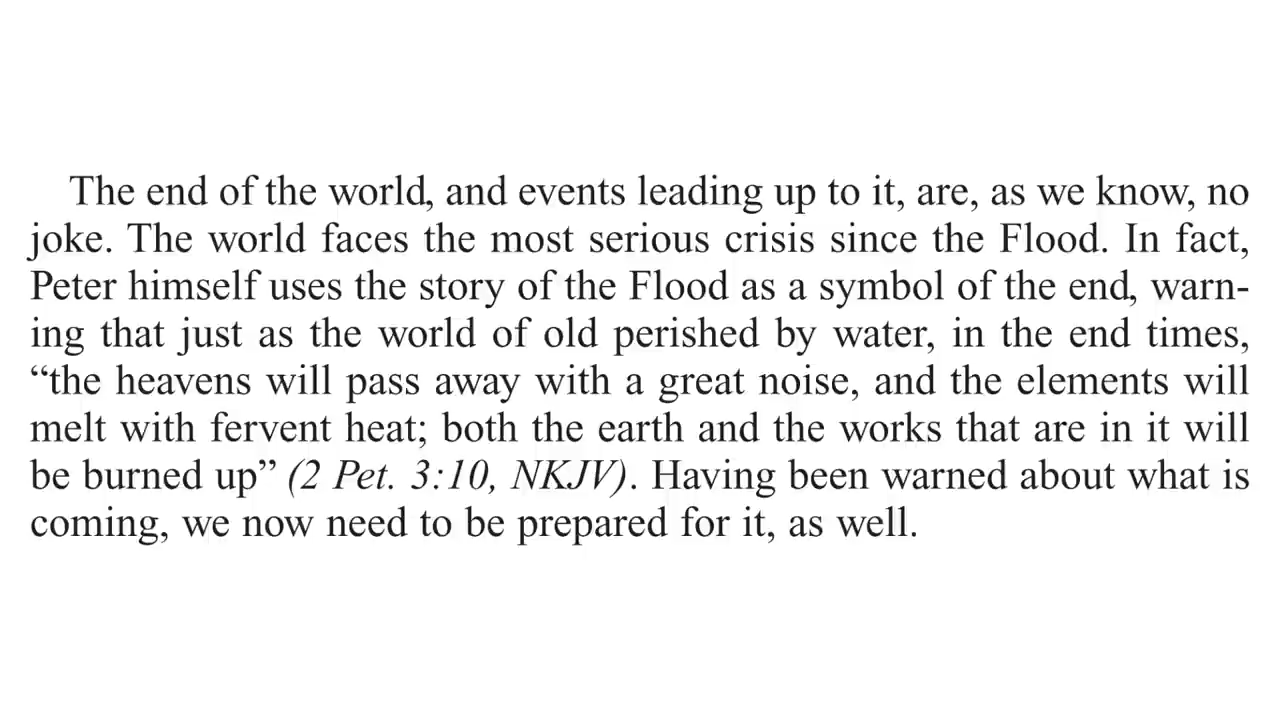 The end of the world, and events leading up to it, are, as we know, no
joke. The world faces the most serious crisis since the Flood. In fact,
Peter himself uses the story of the Flood as a symbol of the end, warn-
ing that just as the world of old perished by water, in the end times,
“the heavens will pass away with a great noise, and the elements will
melt with fervent heat; both the earth and the works that are in it will
be burned up” (2 Pet. 3:10, NKJV). Having been warned about what is
coming, we now need to be prepared for it, as well.